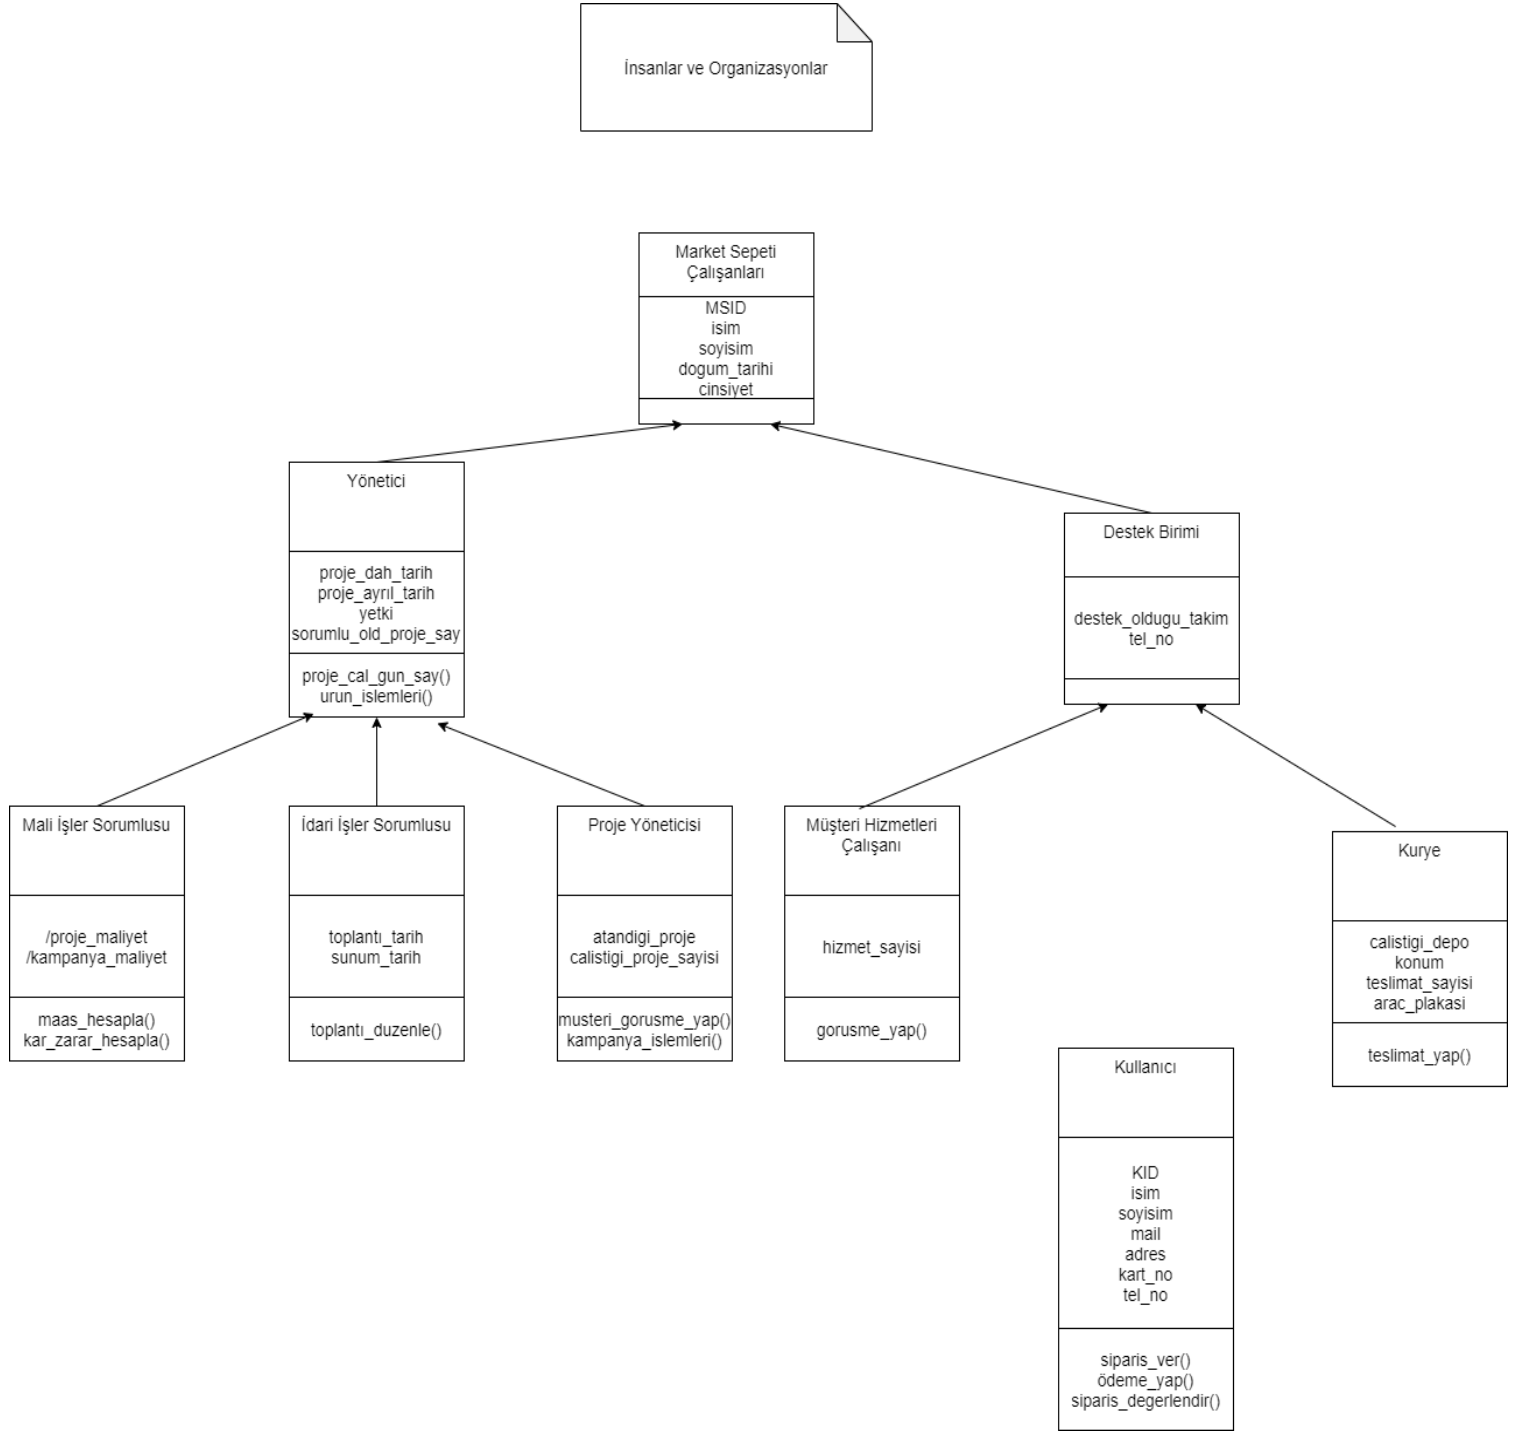 İnsanlar ve Organizasyonlar
Market Sepeti
Çalışanları
MSID
isim
soyisim
dogum_tarihi
cinsiyet
Yönetici
proje_dah_tarih
proje_ayrıl_tarih
yetki
sorumlu_old_proje_say
proje_cal_gun_say()
urun_islemleri()
Destek Birimi
destek_oldugu_takim
tel_no
Mali İşler Sorumlusu
/proje_maliyet
/kampanya_maliyet
maas_hesapla()
kar_zarar_hesapla()
İdari İşler Sorumlusu
toplantı_tarih
sunum_tarih
toplantı_duzenle()
Proje Yöneticisi
atandigi_proje
calistigi_proje_sayisi
musteri_gorusme_yap()
kampanya_islemleri()
Müşteri Hizmetleri
Çalışanı
hizmet_sayisi
gorusme_yap()
Kurye
calistigi_depo
konum
teslimat_sayisi
arac_plakasi
teslimat_yap()
Kullanıcı
KID
isim
soyisim
mail
adres
kart_no
tel_no
siparis_ver()
ödeme_yap()
siparis_degerlendir()